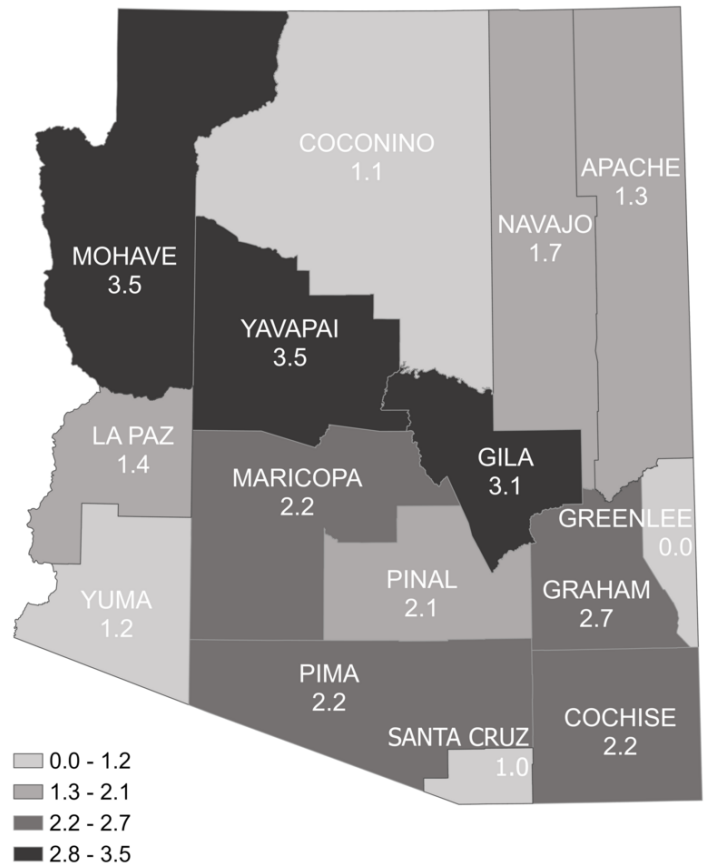 COCONINO
1.1
APACHE
1.3
NAVAJO
1.7
MOHAVE
3.5
YAVAPAI
3.5
LA PAZ
1.4
GILA
3.1
MARICOPA
2.2
GREENLEE
0.0
PINAL
2.1
GRAHAM
2.7
YUMA
1.2
PIMA
2.2
COCHISE
2.2
SANTA CRUZ
1.0
0.0 - 1.2
1.3 - 2.1
2.2 - 2.7
2.8 - 3.5